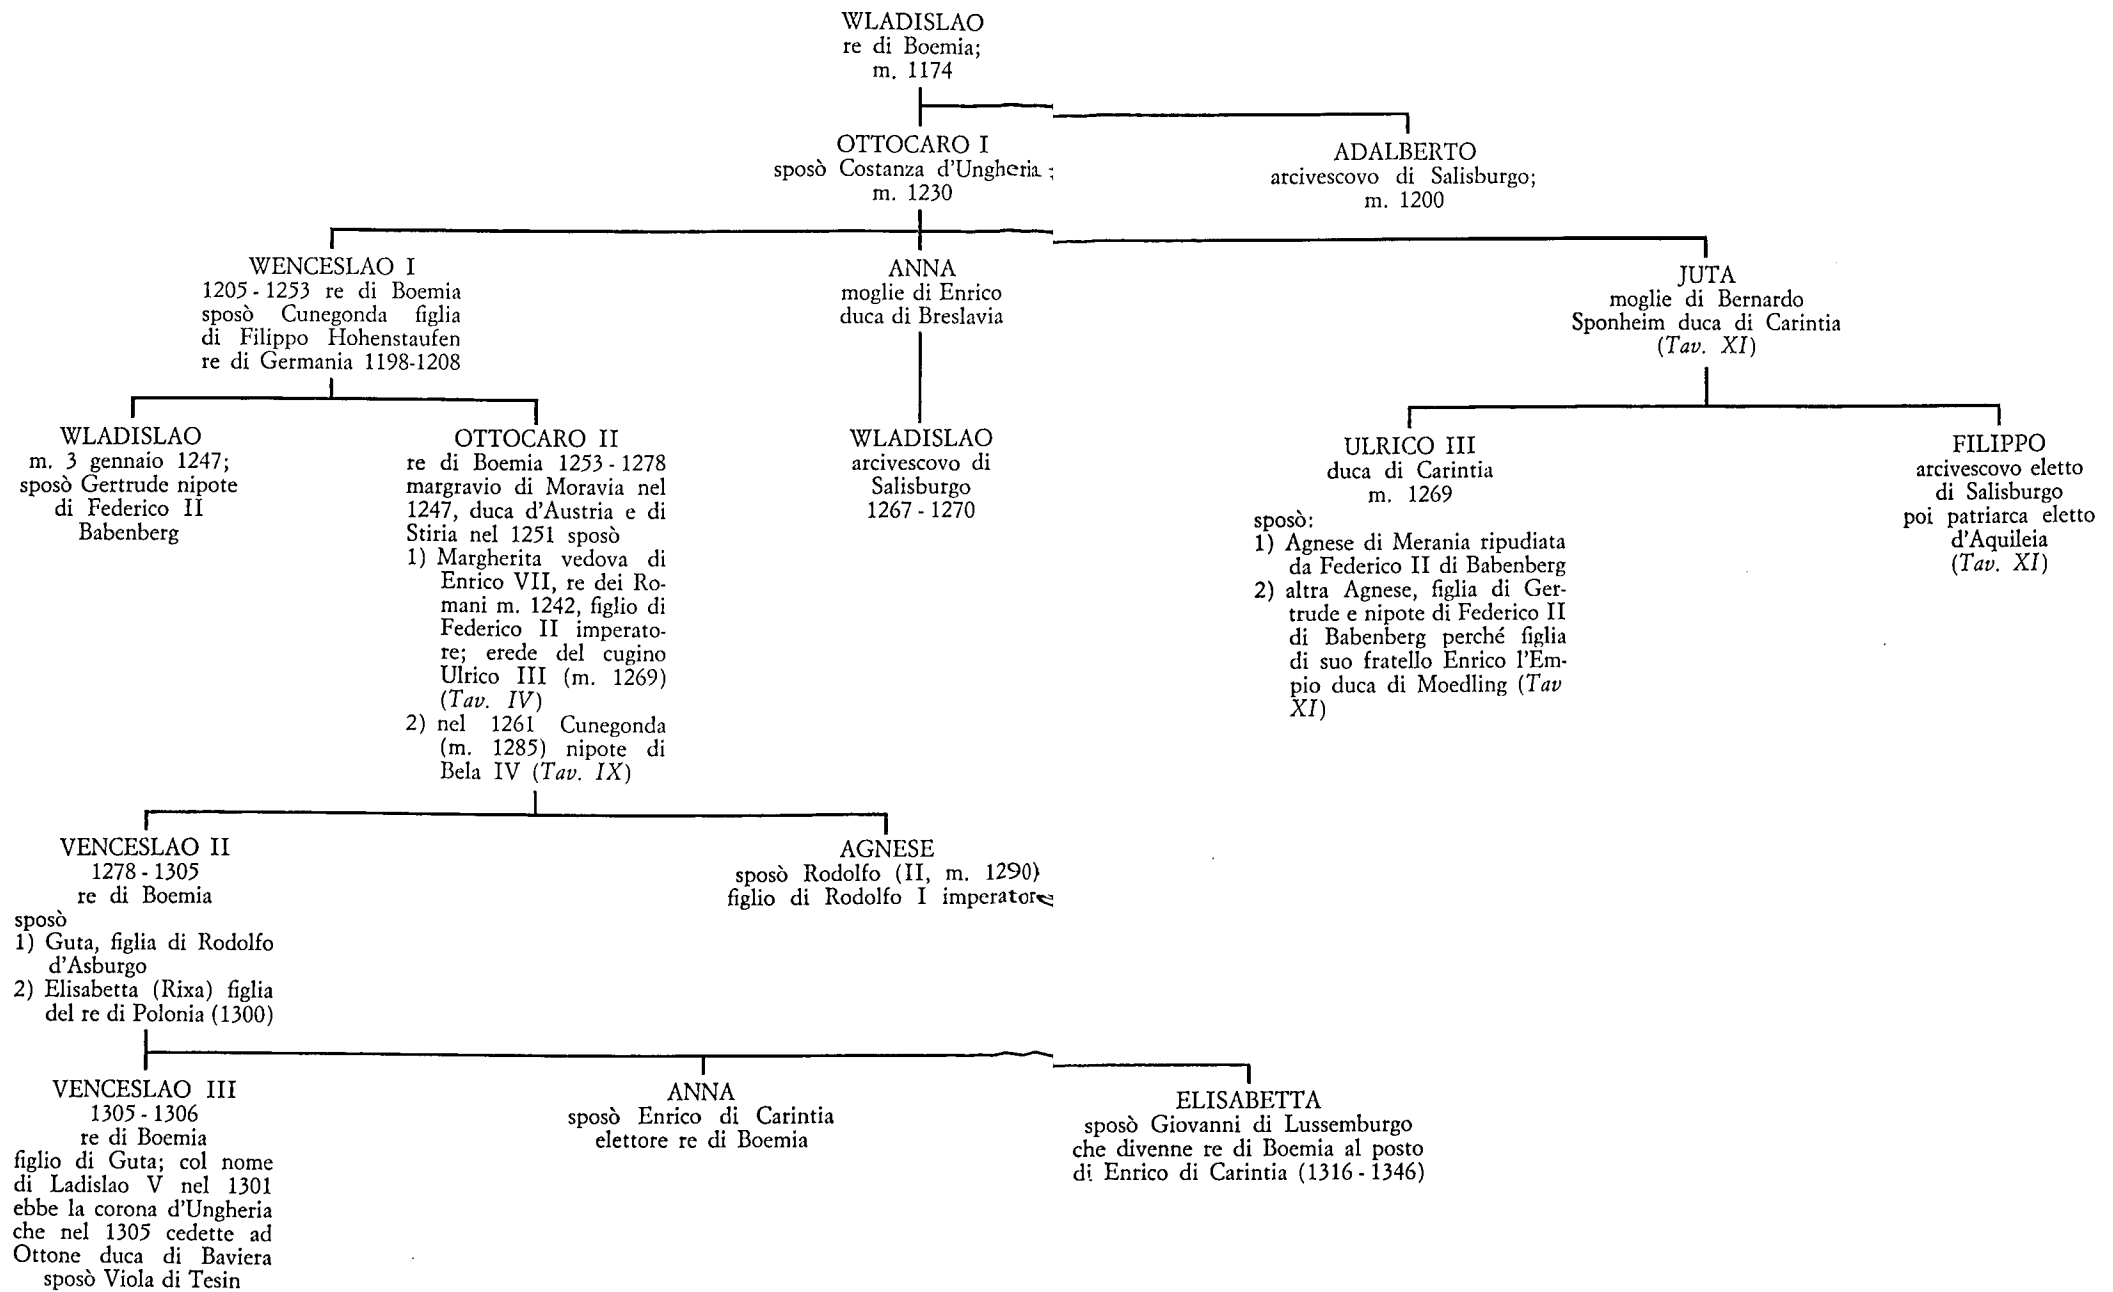 WLADISLAO
re di Boemia;
m. 1174
OTTOCARO I
sposò Costanza d'Ungheria ;
m. 1230
ADALBERTO
arcivescovo di Salisburgo;
m. 1200
WENCESLAO I
1205 - 1253 re di Boemia
sposò Cunegonda figlia
di Filippo Hohenstaufen
re di Germania 1198-1208
ANNA
moglie di Enrico
duca di Breslavia
JUTA
moglie di Bernardo
Sponheim duca di Carintia
(Tav. XI)
WLADISLAO
m. 3 gennaio 1247;
sposò Gertrude nipote
di Federico II
Babenberg
OTTOCARO II
re di Boemia 1253 - 1278
margravio di Moravia nel
1247, duca d'Austria e di
Stiria nel 1251 sposò
1) Margherita vedova di
Enrico VII, re dei Ro-
mani m. 1242, figlio di
Federico II imperato-
re; erede del cugino
Ulrico III (m. 1269)
(Tav. IV)
2) nel 1261 Cunegonda
(m. 1285) nipote di
Bela IV (Tav. IX)
WLADISLAO
arcivescovo di
Salisburgo
1267 - 1270
ULRICO III
duca di Carintia
m. 1269
sposò:
1) Agnese di Merania ripudiata
da Federico II di Babenberg
2) altra Agnese, figlia di Ger-
trude e nipote di Federico II
di Babenberg perché figlia
di suo fratello Enrico l'Em-
pio duca di Moedling (Tav
XI)
FILIPPO
arcivescovo eletto
di Salisburgo
poi patriarca eletto
d'Aquileia
(Tav. XI)
VENCESLAO II
1278 - 1305
re di Boemia
sposò
1) Guta, figlia di Rodolfo
d'Asburgo
2) Elisabetta (Rixa) figlia
del re di Polonia (1300)
AGNESE
sposò Rodolfo (II, m. 1290)
figlio di Rodolfo I imperatore
VENCESLAO III
1305 - 1306
re di Boemia
figlio di Guta; col nome
di Ladislao V nel 1301
ebbe la corona d'Ungheria
che nel 1305 cedette ad
Ottone duca di Baviera
sposò Viola di Tesin
ANNA
sposò Enrico di Carintia
elettore re di Boemia
ELISABETTA
sposò Giovanni di Lussemburgo
che divenne re di Boemia al posto
di Enrico di Carintia (1316 - 1346)